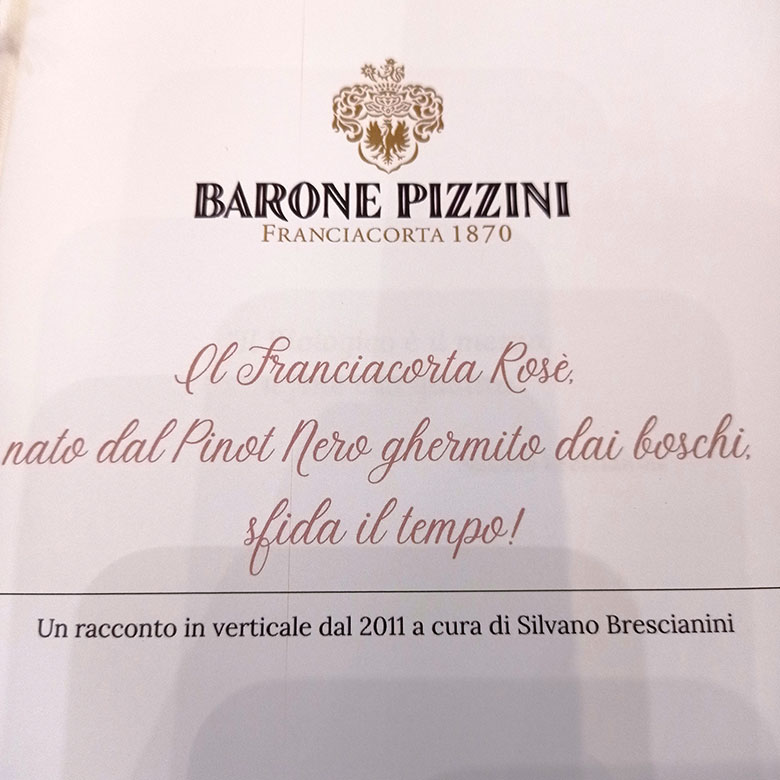 BARONE PIZZINI
FRANCIACORTA 1870
Il Franciacorta Rosè,
nato dal Pinot Nero ghermito dai boschi,
sfida il tempo!
Un racconto in verticale dal 2011 a cura di Silvano Brescianini